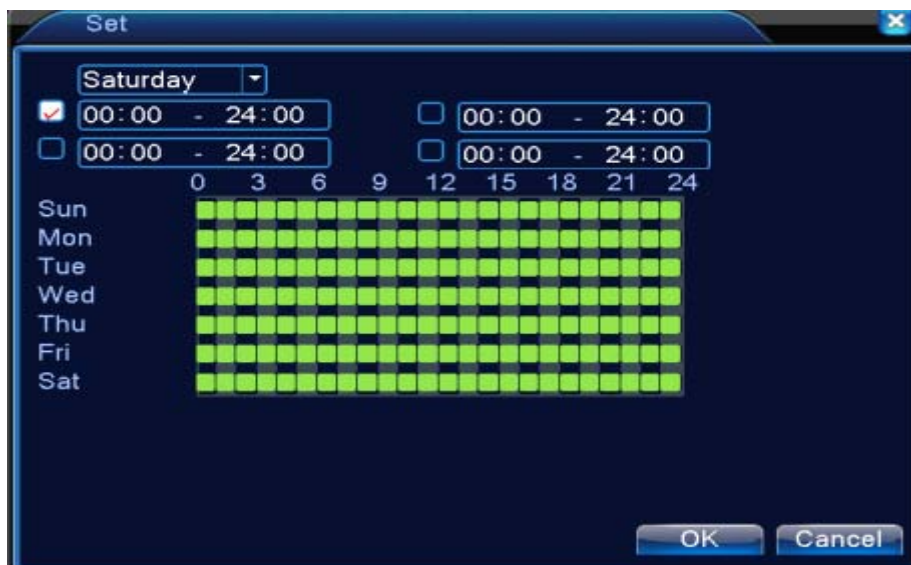 Set
Saturday
00:00 - 24:00 00:00 - 24:00
00:00 - 24:00 00:00 - 24:00
0 3 6 9 12 15 18 21 24
Sun
Mon
Tue
Wed
Thu
Fri
Sat
OK Cancel